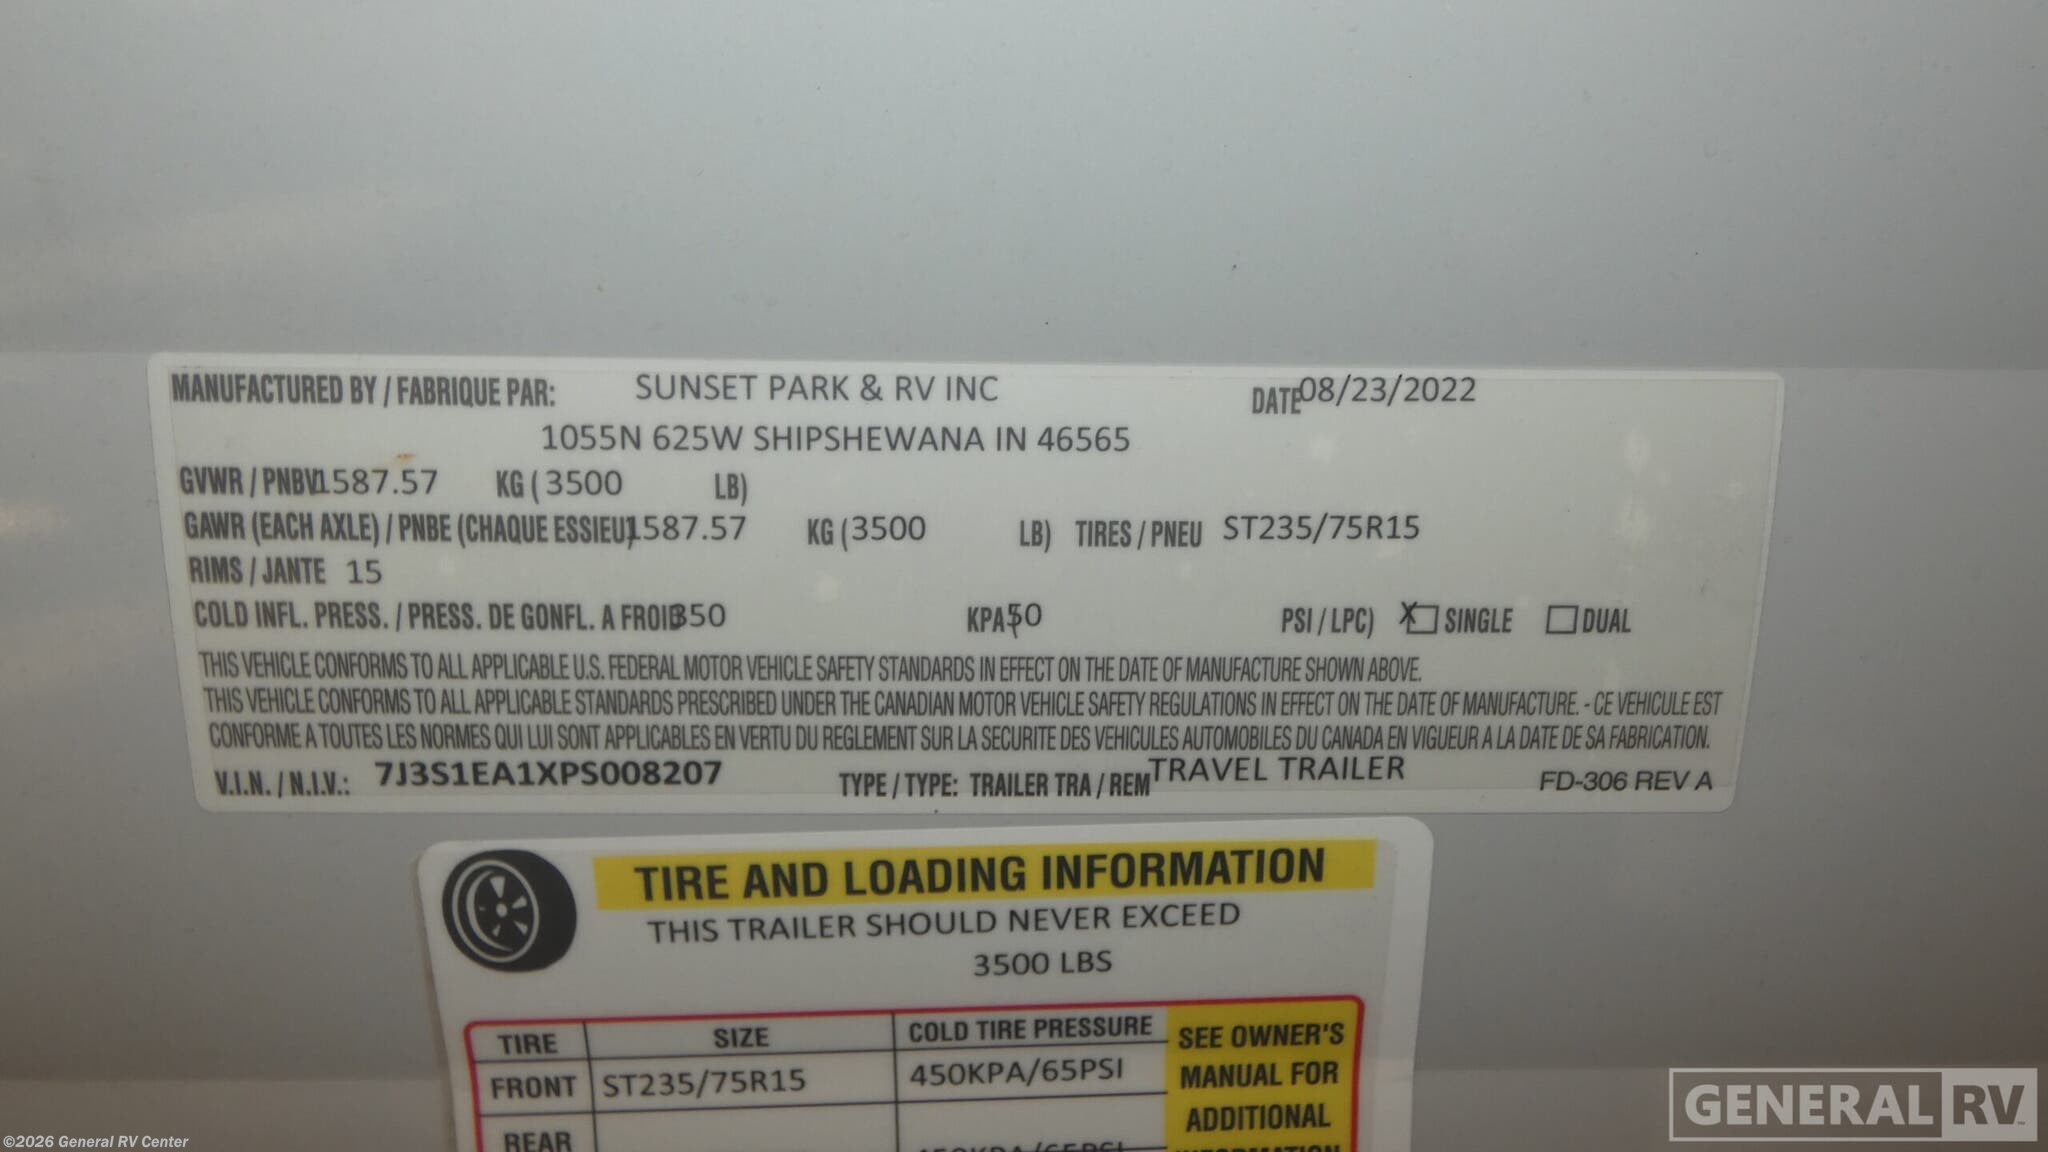 MANUFACTURED BY / FABRIQUE PAR: SUNSET PARK & RV INC DATE 08/23/2022
1055N 625W SHIPSHEWANA IN 46565
GVWR / PNBV 1587.57 KG ( 3500 LB)
GAWR (EACH AXLE) / PNBE (CHAQUE ESSIEU) 1587.57 KG (3500 LB) TIRES / PNEU ST235/75R15
RIMS / JANTE 15
COLD INFL. PRESS. / PRESS. DE GONFL. A FROID 350 KPA 50 PSI / LPC) X SINGLE DUAL
THIS VEHICLE CONFORMS TO ALL APPLICABLE U.S. FEDERAL MOTOR VEHICLE SAFETY STANDARDS IN EFFECT ON THE DATE OF MANUFACTURE SHOWN ABOVE.
THIS VEHICLE CONFORMS TO ALL APPLICABLE STANDARDS PRESCRIBED UNDER THE CANADIAN MOTOR VEHICLE SAFETY REGULATIONS IN EFFECT ON THE DATE OF MANUFACTURE. - CE VEHICULE EST
CONFORME A TOUTES LES NORMES QUI LUI SONT APPLICABLES EN VERTU DU REGLEMENT SUR LA SECURITE DES VEHICULES AUTOMOBILES DU CANADA EN VIGUEUR A LA DATE DE SA FABRICATION.
V.I.N. / N.I.V.: 7J3S1EA1XPS008207 TYPE / TYPE: TRAILER TRA / REM TRAVEL TRAILER FD-306 REV A
TIRE AND LOADING INFORMATION
THIS TRAILER SHOULD NEVER EXCEED
3500 LBS
TIRE SIZE COLD TIRE PRESSURE SEE OWNER'S
FRONT ST235/75R15 450KPA/65PSI MANUAL FOR
ADDITIONAL
REAR 450KPA/65PSI INFORMATION
GENERAL RV
©2026 General RV Center